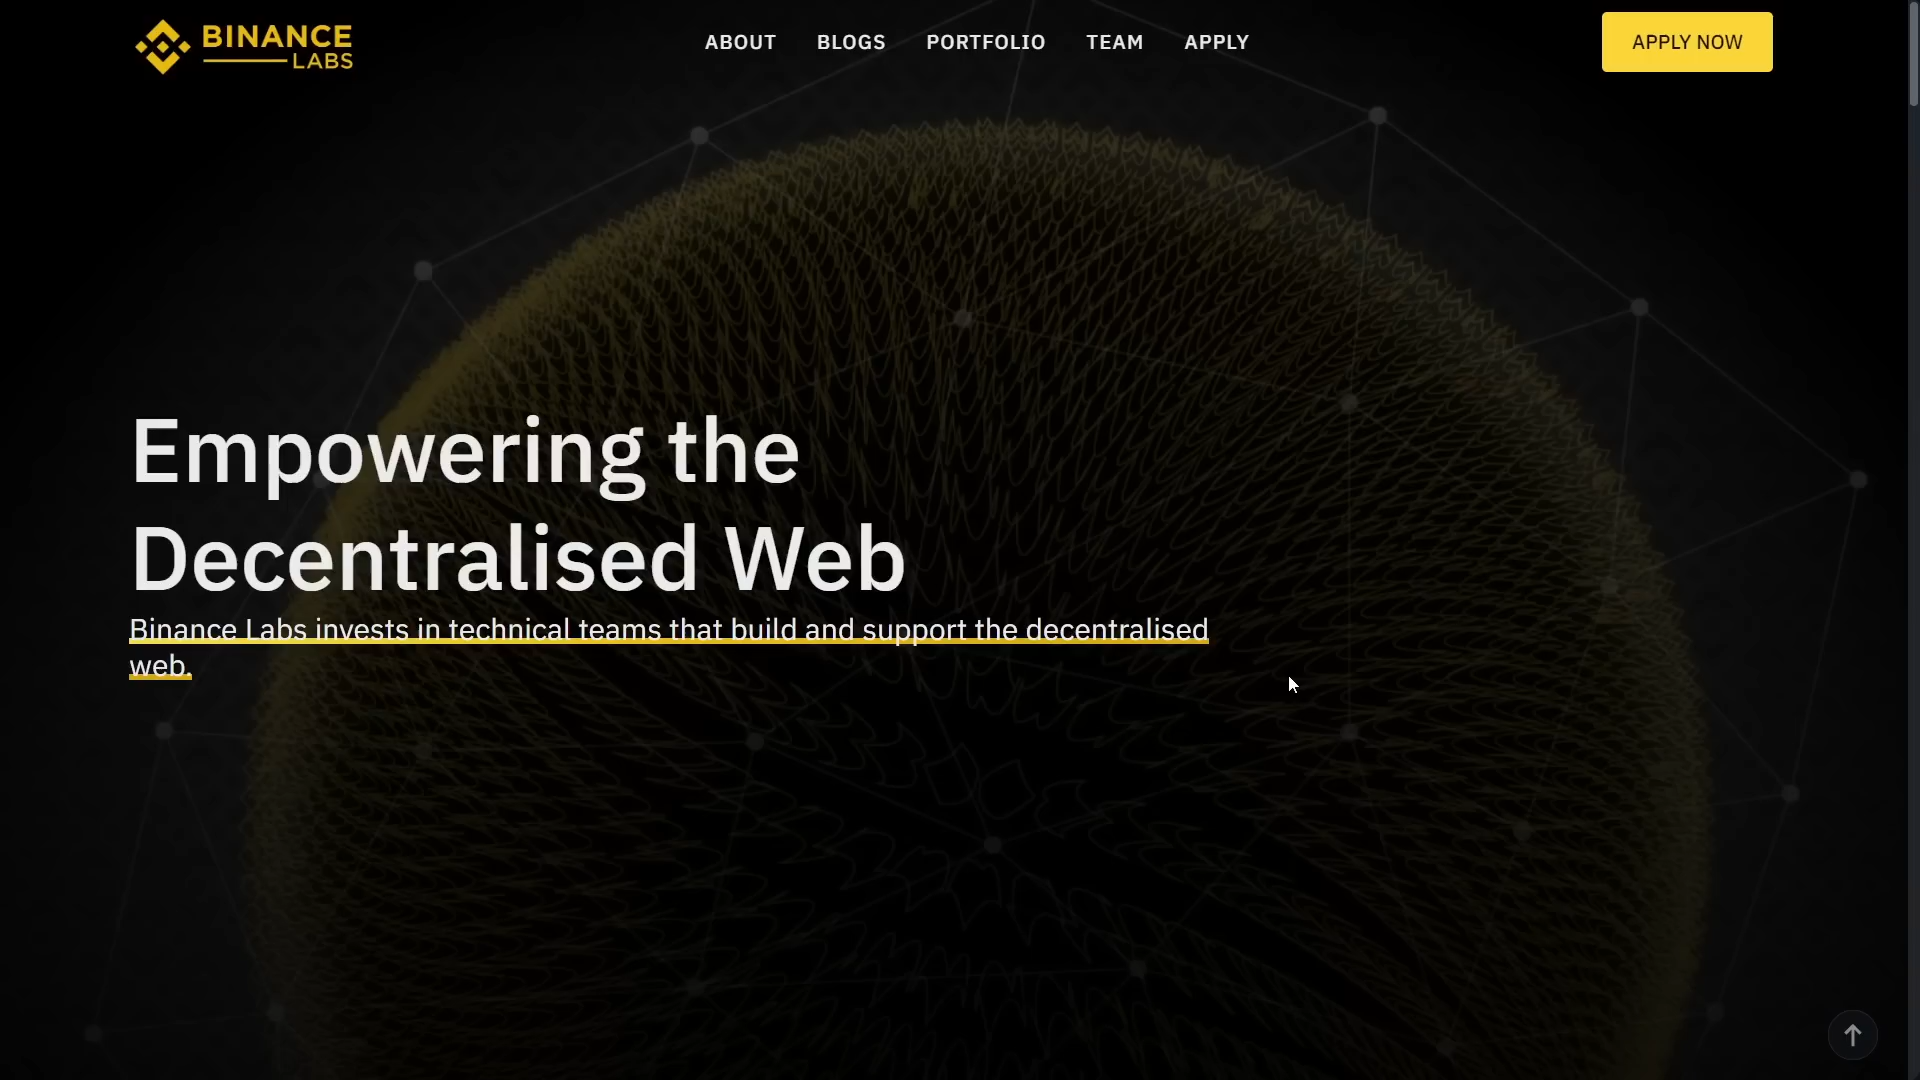 BINANCE
LABS
ABOUT BLOGS PORTFOLIO TEAM APPLY
APPLY NOW
Empowering the
Decentralised Web
Binance Labs invests in technical teams that build and support the decentralised
web.